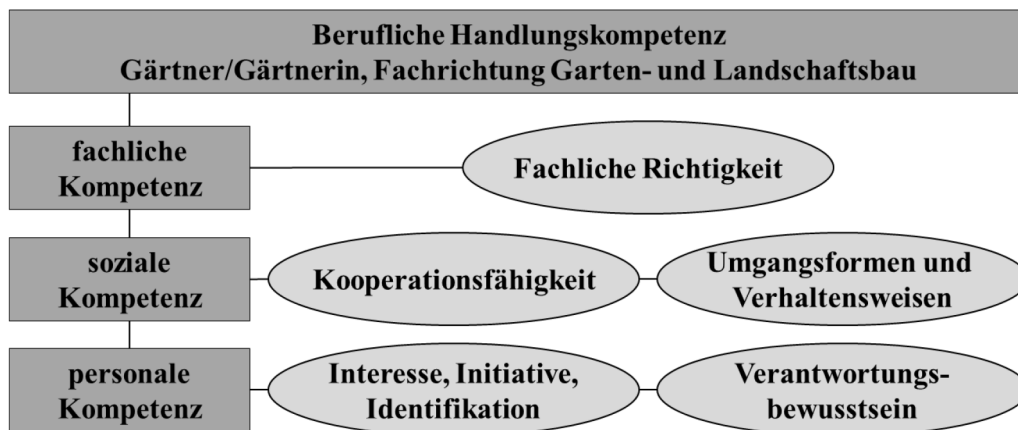 Berufliche Handlungskompetenz
Gärtner/Gärtnerin, Fachrichtung Garten- und Landschaftsbau
fachliche
Kompetenz
Fachliche Richtigkeit
soziale
Kompetenz
Kooperationsfähigkeit
Umgangsformen und
Verhaltensweisen
personale
Kompetenz
Interesse, Initiative,
Identifikation
Verantwortungs-
bewusstsein